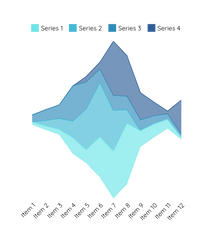 Series 1 Series 2 Series 3 Series 4
Item 1
Item 2
Item 3
Item 4
Item 5
Item 6
Item 7
Item 8
Item 9
Item 10
Item 11
Item 12